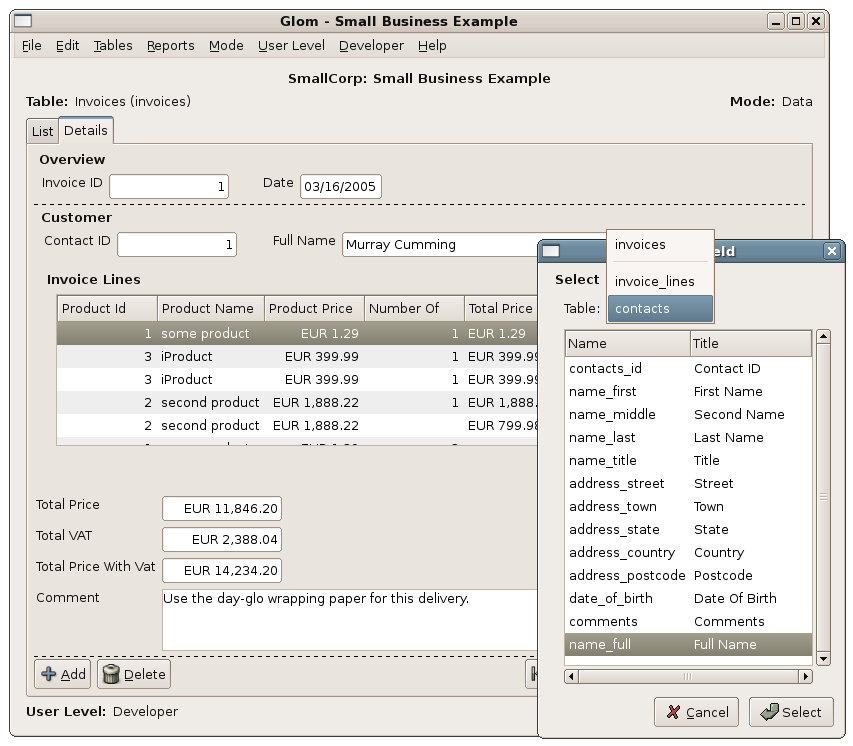 Glom - Small Business Example
File Edit Tables Reports Mode User Level Developer Help
SmallCorp: Small Business Example
Table: Invoices (invoices) Mode: Data
List Details
Overview
Invoice ID 1 Date 03/16/2005
Customer
Contact ID 1 Full Name Murray Cumming
Invoice Lines
Product Id Product Name Product Price Number Of Total Price
1 some product EUR 1.29 1 EUR 1.29
3 iProduct EUR 399.99 1 EUR 399.99
3 iProduct EUR 399.99 1 EUR 399.99
2 second product EUR 1,888.22 1 EUR 1,888.
2 second product EUR 1,888.22 EUR 799.98
Total Price EUR 11,846.20
Total VAT EUR 2,388.04
Total Price With Vat EUR 14,234.20
Comment Use the day-glo wrapping paper for this delivery.
Add Delete
User Level: Developer
eld
Select
Table:
invoices
invoice_lines
contacts
Name Title
contacts_id Contact ID
name_first First Name
name_middle Second Name
name_last Last Name
name_title Title
address_street Street
address_town Town
address_state State
address_country Country
address_postcode Postcode
date_of_birth Date Of Birth
comments Comments
name_full Full Name
Cancel Select